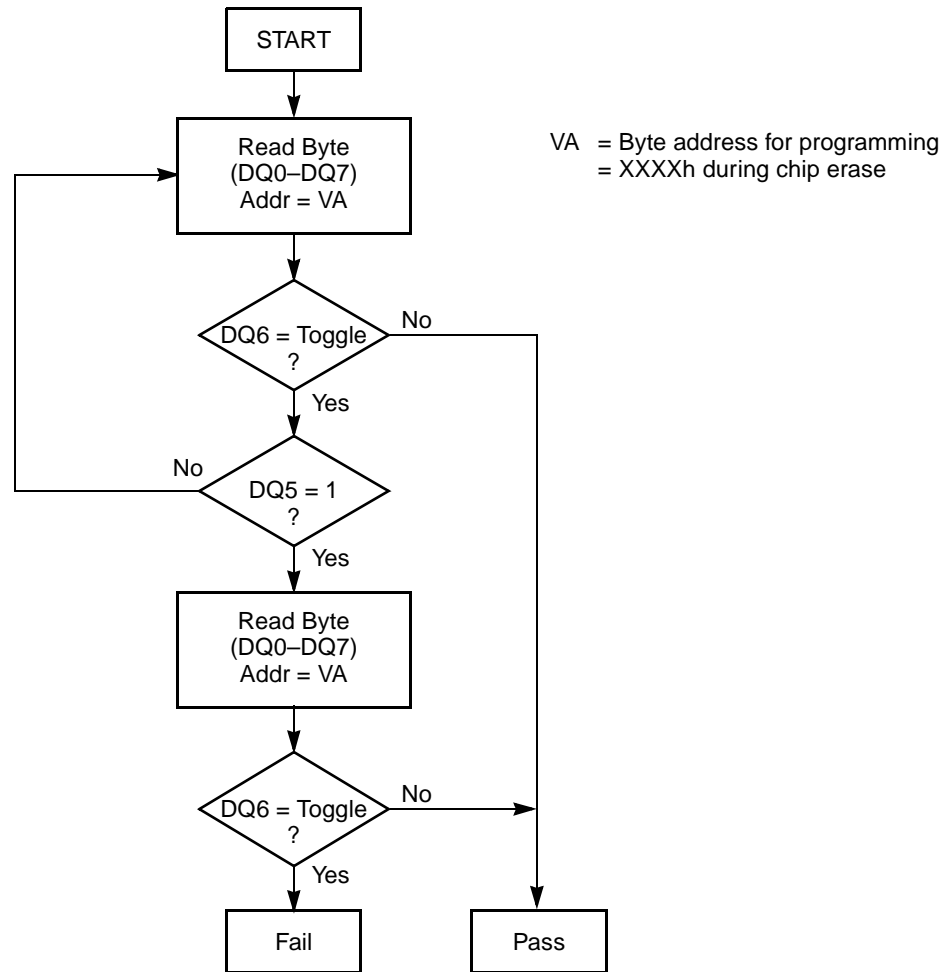 START
Read Byte
(DQ0–DQ7)
Addr = VA
VA = Byte address for programming
= XXXXh during chip erase
DQ6 = Toggle
?
No
Yes
No
DQ5 = 1
?
Yes
Read Byte
(DQ0–DQ7)
Addr = VA
DQ6 = Toggle
?
No
Yes
Fail
Pass